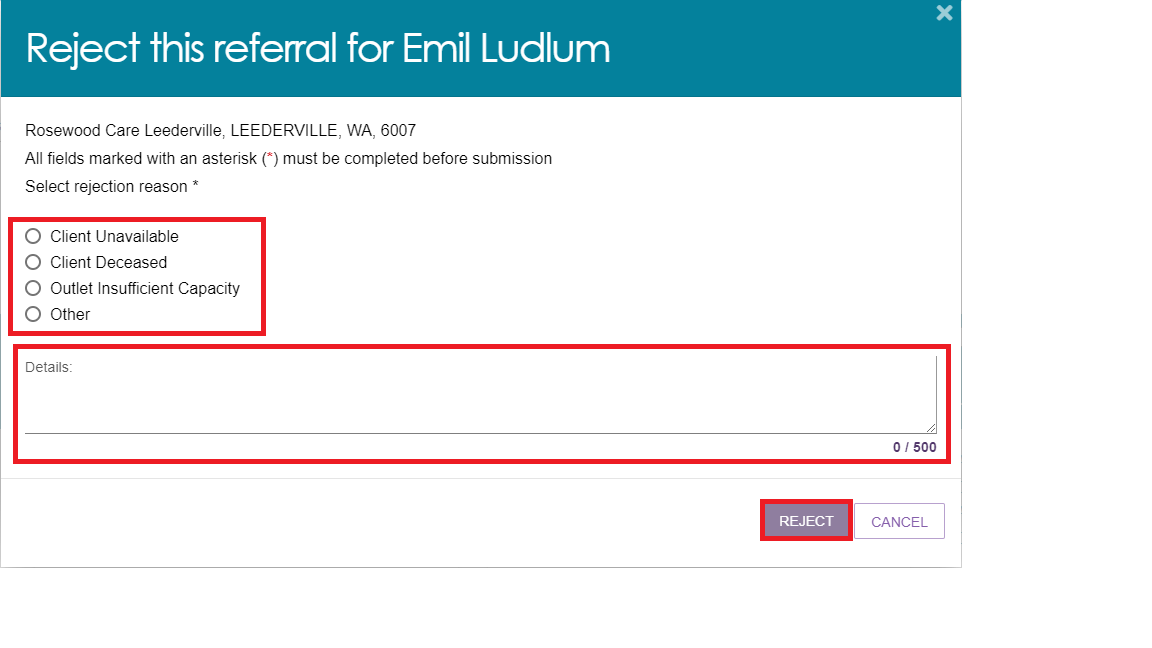 Reject this referral for Emil Ludlum
Rosewood Care Leederville, LEEDERVILLE, WA, 6007
All fields marked with an asterisk (*) must be completed before submission
Select rejection reason *
Client Unavailable
Client Deceased
Outlet Insufficient Capacity
Other
Details:
0 / 500
REJECT CANCEL